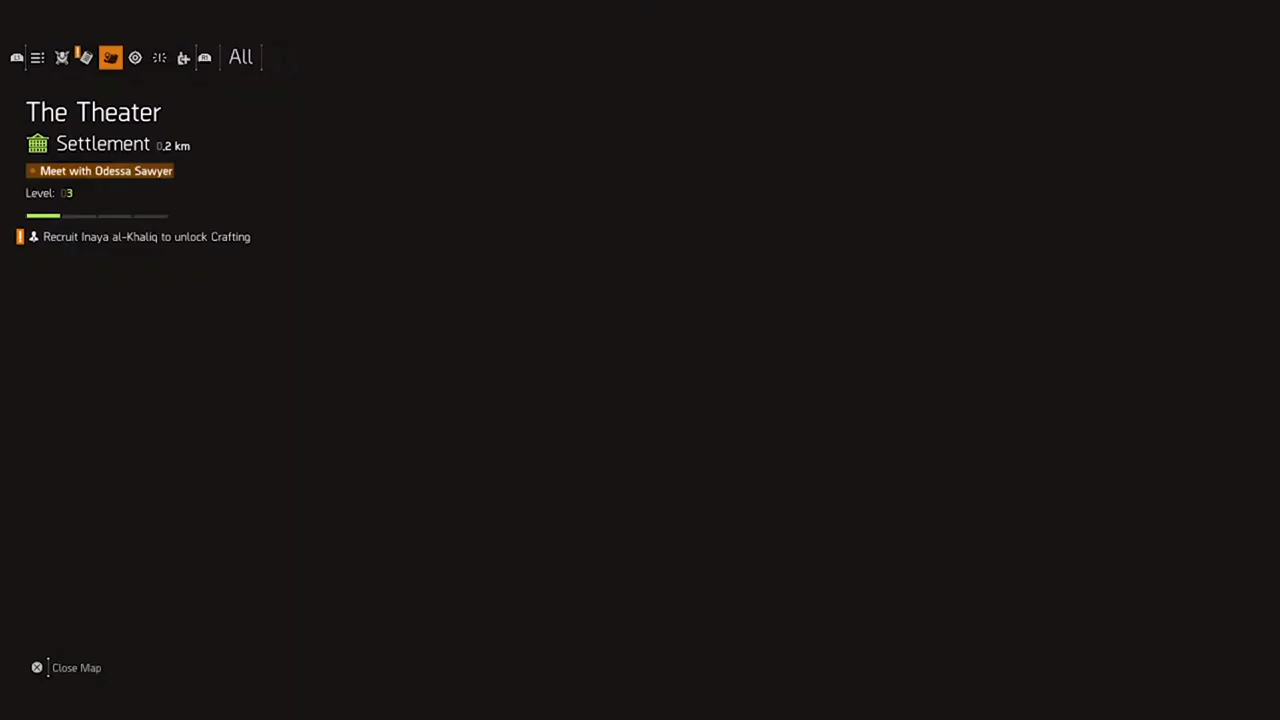 All
The Theater
Settlement 0.2 km
Meet with Odessa Sawyer
Level: 03
Recruit Inaya al-Khaliq to unlock Crafting
Close Map